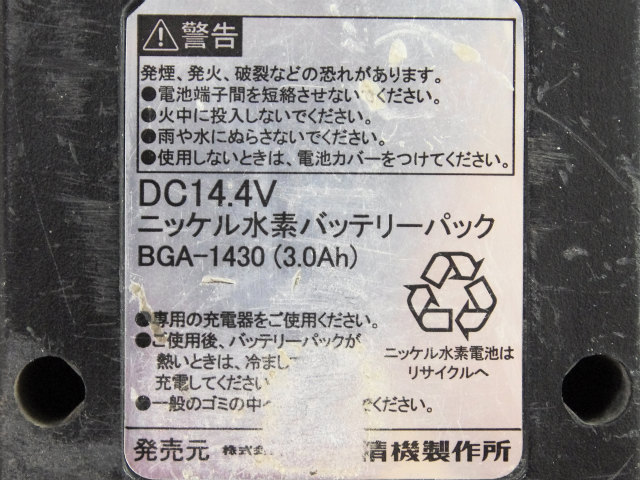 警告
発煙、発火、破裂などの恐れがあります。
●電池端子間を短絡させないでください。
●火中に投入しないでください。
●雨や水にぬらさないでください。
●使用しないときは、電池カバーをつけてください。
DC14.4V
ニッケル水素バッテリーパック
BGA-1430 (3.0Ah)
●専用の充電器をご使用ください。
●ご使用後、バッテリーパックが
熱いときは、冷まし
充電してください
●一般のゴミの中 ください。
ニッケル水素電池は
リサイクルへ
発売元 株式会 精機製作所